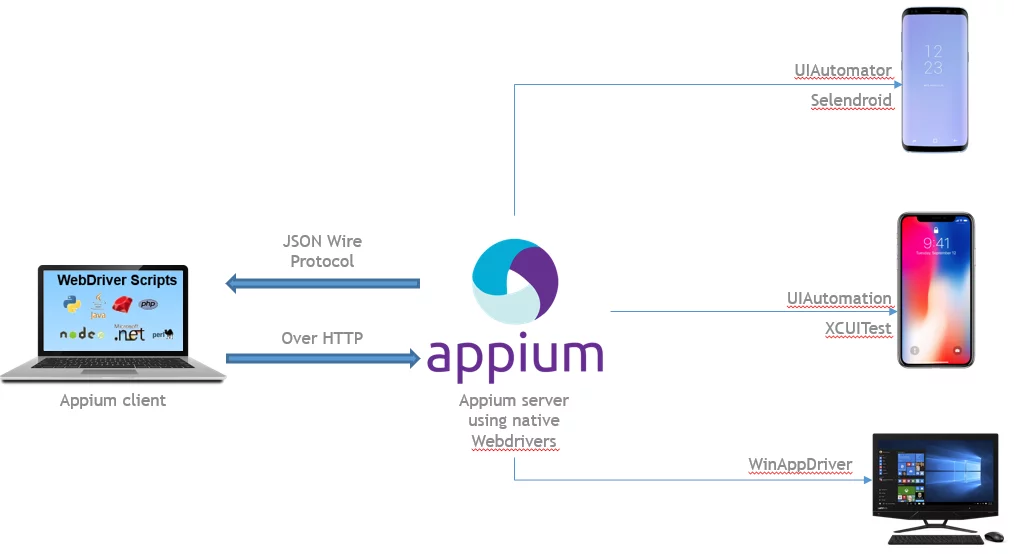 UIAutomator
Selendroid
12
23
JSON Wire
Protocol
WebDriver Scripts
Java
php
node
Microsoft
.net
perl
Over HTTP
Appium client
appium
Appium server
using native
Webdrivers
9:41
UIAutomation
XCUITest
WinAppDriver